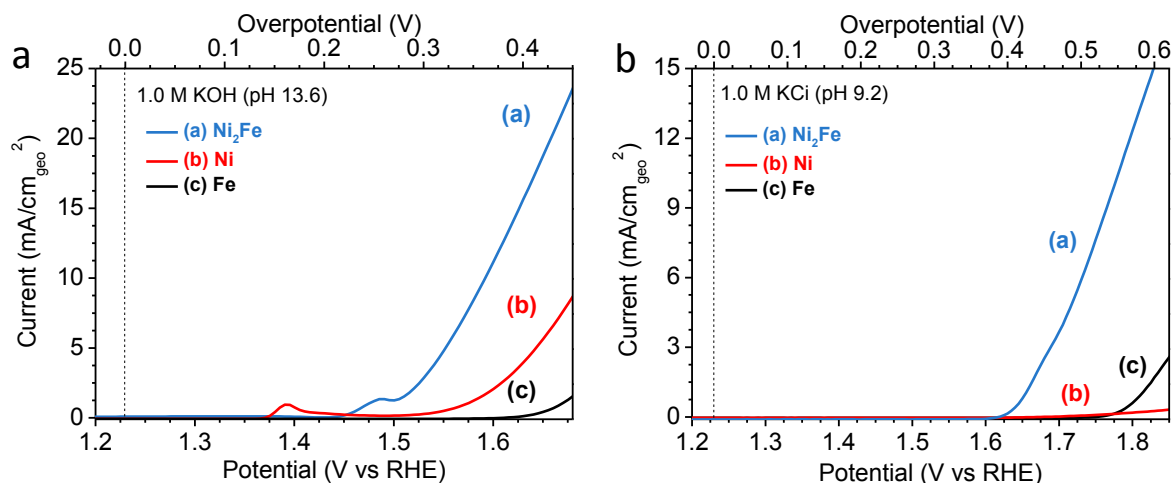 a
Overpotential (V)
0.0 0.1 0.2 0.3 0.4
25
20
15
10
5
0
Current (mA/cm_geo²)
1.0 M KOH (pH 13.6)
(a) Ni₂Fe
(b) Ni
(c) Fe
(a)
(b)
(c)
1.2 1.3 1.4 1.5 1.6
Potential (V vs RHE)
b
Overpotential (V)
0.0 0.1 0.2 0.3 0.4 0.5 0.6
15
12
9
6
3
0
Current (mA/cm_geo²)
1.0 M KCi (pH 9.2)
(a) Ni₂Fe
(b) Ni
(c) Fe
(a)
(c)
(b)
1.2 1.3 1.4 1.5 1.6 1.7 1.8
Potential (V vs RHE)